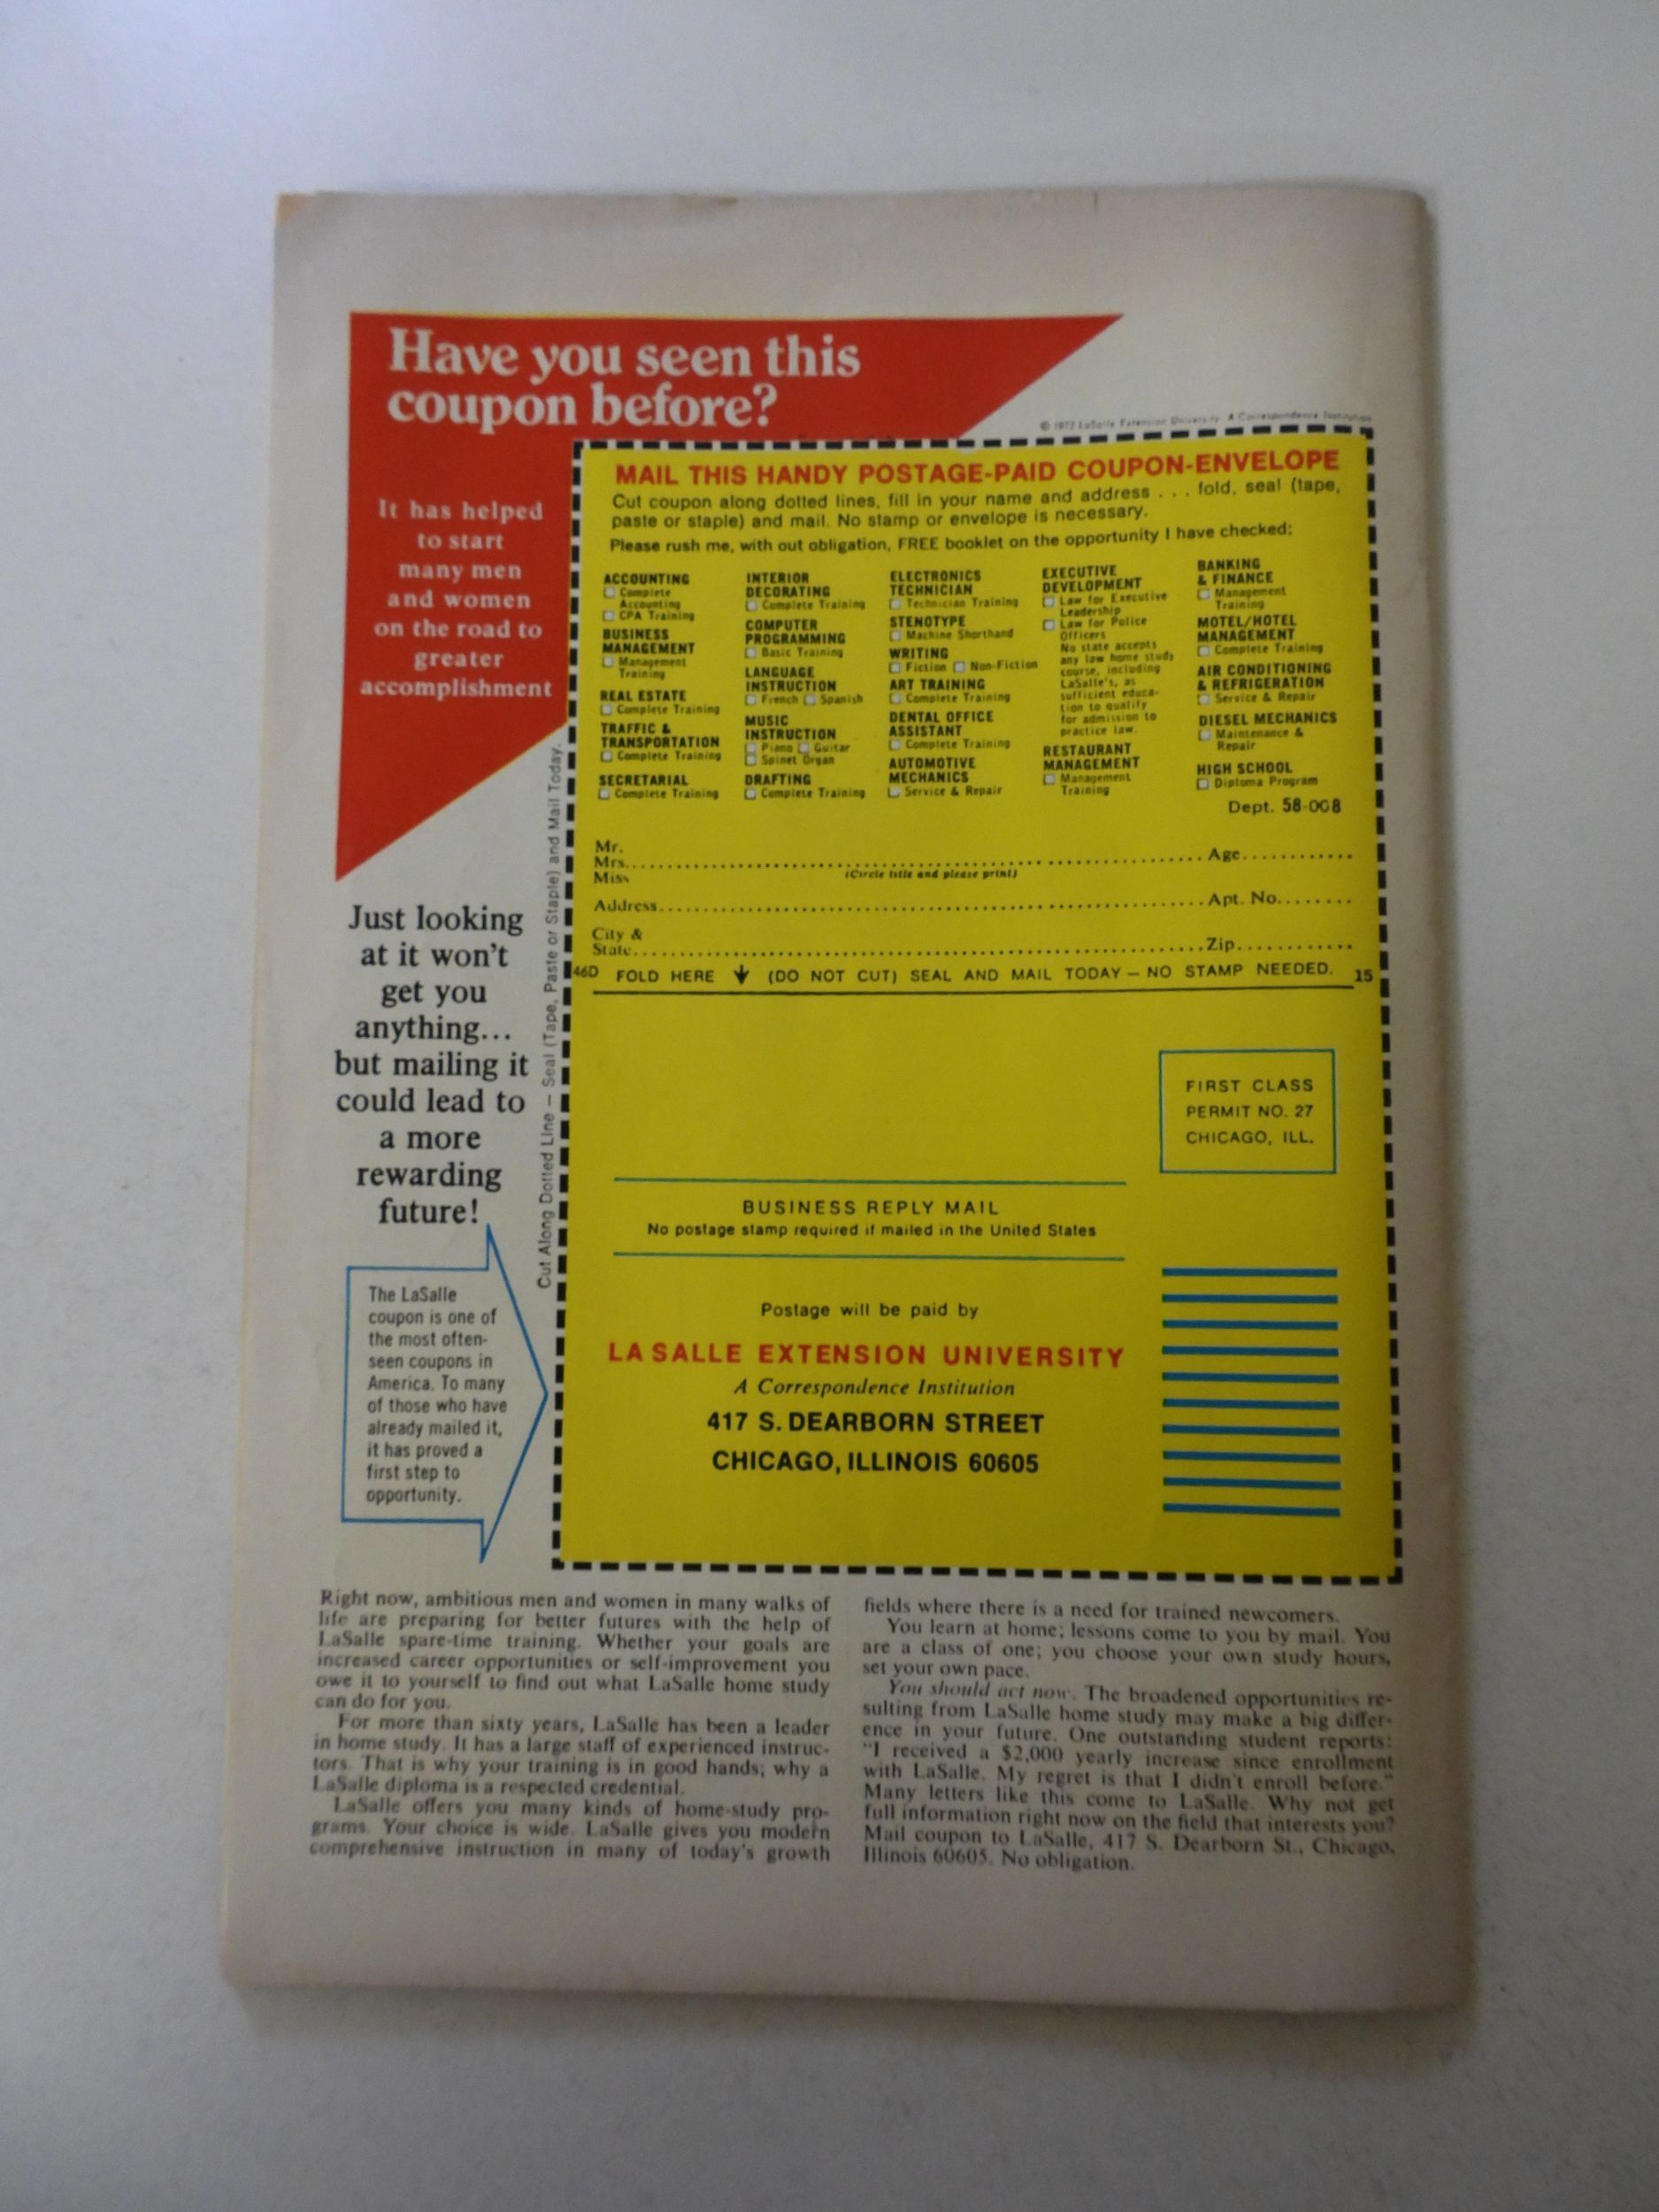 Have you seen this
coupon before?
It has helped
to start
many men
and women
on the road to
greater
accomplishment
© 1972 LaSalle Extension University A Correspondence Institution
MAIL THIS HANDY POSTAGE-PAID COUPON-ENVELOPE
Cut coupon along dotted lines, fill in your name and address . . . fold, seal (tape,
paste or staple) and mail. No stamp or envelope is necessary.
Please rush me, with out obligation, FREE booklet on the opportunity I have checked:
ACCOUNTING
Complete
Accounting
CPA Training
BUSINESS
MANAGEMENT
Management
Training
REAL ESTATE
Complete Training
TRAFFIC &
TRANSPORTATION
Complete Training
SECRETARIAL
Complete Training
INTERIOR
DECORATING
Complete Training
COMPUTER
PROGRAMMING
Basic Training
LANGUAGE
INSTRUCTION
French Spanish
MUSIC
INSTRUCTION
Piano Guitar
Spinet Organ
DRAFTING
Complete Training
ELECTRONICS
TECHNICIAN
Technician Training
STENOTYPE
Machine Shorthand
WRITING
Fiction Non-Fiction
ART TRAINING
Complete Training
DENTAL OFFICE
ASSISTANT
Complete Training
AUTOMOTIVE
MECHANICS
Service & Repair
EXECUTIVE
DEVELOPMENT
Law for Executive
Leadership
Law for Police
Officers
No state accepts
any law home study
course, including
LaSalle's, as
sufficient educa-
tion to qualify
for admission to
practice law.
RESTAURANT
MANAGEMENT
Management
Training
BANKING
& FINANCE
Management
Training
MOTEL/HOTEL
MANAGEMENT
Complete Training
AIR CONDITIONING
& REFRIGERATION
Service & Repair
DIESEL MECHANICS
Maintenance &
Repair
HIGH SCHOOL
Diploma Program
Dept. 58-008
Mr.
Mrs. Age
Miss (Circle title and please print)
Address Apt. No.
City &
State Zip
46D FOLD HERE (DO NOT CUT) SEAL AND MAIL TODAY – NO STAMP NEEDED. 15
Cut Along Dotted Line – Seal (Tape, Paste or Staple) and Mail Today.
Just looking
at it won't
get you
anything...
but mailing it
could lead to
a more
rewarding
future!
The LaSalle
coupon is one of
the most often-
seen coupons in
America. To many
of those who have
already mailed it,
it has proved a
first step to
opportunity.
FIRST CLASS
PERMIT NO. 27
CHICAGO, ILL.
BUSINESS REPLY MAIL
No postage stamp required if mailed in the United States
Postage will be paid by
LA SALLE EXTENSION UNIVERSITY
A Correspondence Institution
417 S. DEARBORN STREET
CHICAGO, ILLINOIS 60605
Right now, ambitious men and women in many walks of
life are preparing for better futures with the help of
LaSalle spare-time training. Whether your goals are
increased career opportunities or self-improvement you
owe it to yourself to find out what LaSalle home study
can do for you.
For more than sixty years, LaSalle has been a leader
in home study. It has a large staff of experienced instruc-
tors. That is why your training is in good hands; why a
LaSalle diploma is a respected credential.
LaSalle offers you many kinds of home-study pro-
grams. Your choice is wide. LaSalle gives you modern
comprehensive instruction in many of today's growth
fields where there is a need for trained newcomers.
You learn at home; lessons come to you by mail. You
are a class of one; you choose your own study hours,
set your own pace.
You should act now. The broadened opportunities re-
sulting from LaSalle home study may make a big differ-
ence in your future. One outstanding student reports:
"I received a $2,000 yearly increase since enrollment
with LaSalle. My regret is that I didn't enroll before."
Many letters like this come to LaSalle. Why not get
full information right now on the field that interests you?
Mail coupon to LaSalle, 417 S. Dearborn St., Chicago,
Illinois 60605. No obligation.